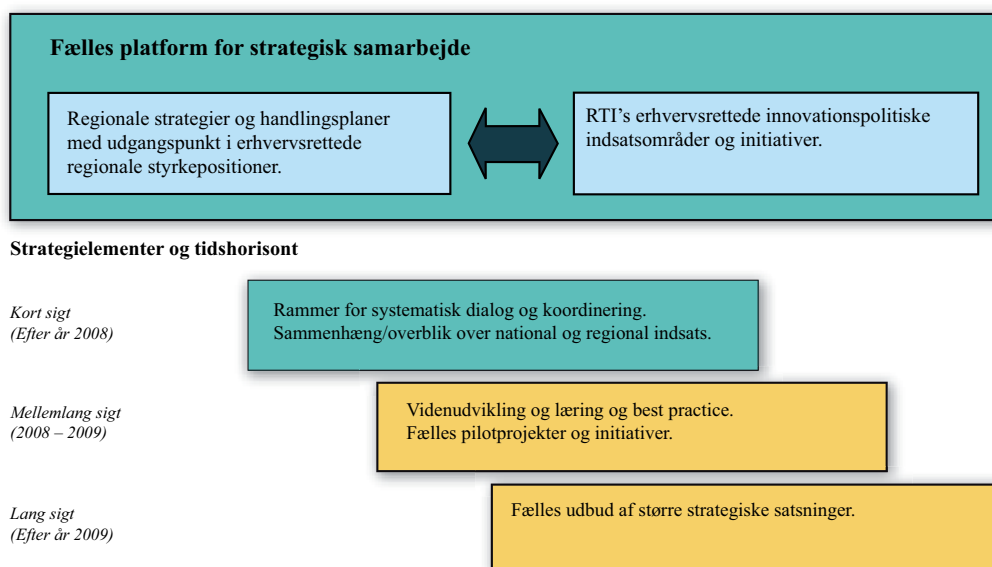 Fælles platform for strategisk samarbejde
Regionale strategier og handlingsplaner
med udgangspunkt i erhvervsrettede
regionale styrkepositioner.
RTI’s erhvervsrettede innovationspolitiske
indsatsområder og initiativer.
Strategielementer og tidshorisont
Kort sigt
(Efter år 2008)
Rammer for systematisk dialog og koordinering.
Sammenhæng/overblik over national og regional indsats.
Mellemlang sigt
(2008 – 2009)
Videnudvikling og læring og best practice.
Fælles pilotprojekter og initiativer.
Lang sigt
(Efter år 2009)
Fælles udbud af større strategiske satsninger.